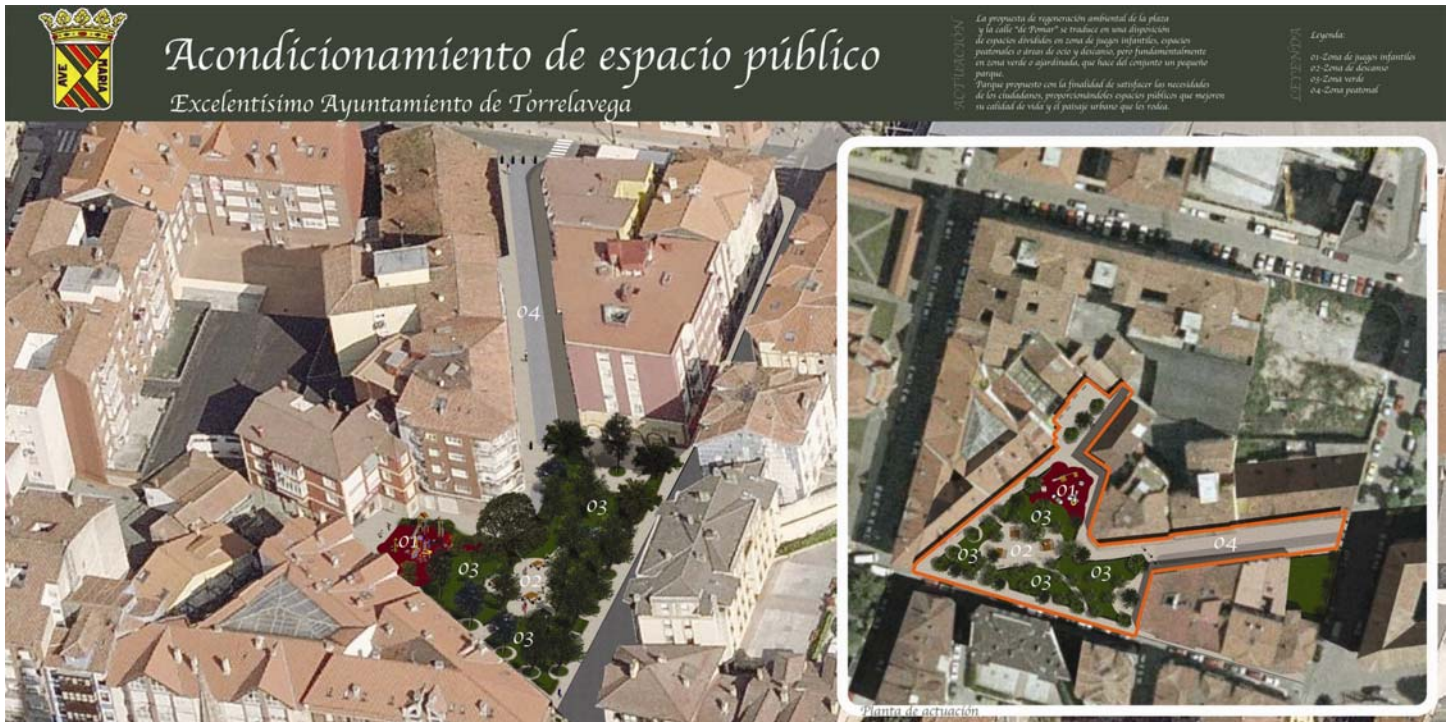 AVE
MARIA
Acondicionamiento de espacio público
Excelentísimo Ayuntamiento de Torrelavega
ACTUACIÓN
La propuesta de regeneración ambiental de la plaza
y la calle "de Pomar" se traduce en una disposición
de espacios divididos en zona de juegos infantiles, espacios
peatonales o áreas de ocio y descanso, pero fundamentalmente
en zona verde o ajardinada, que hace del conjunto un pequeño
parque.
Parque propuesto con la finalidad de satisfacer las necesidades
de los ciudadanos, proporcionándoles espacios públicos que mejoren
su calidad de vida y el paisaje urbano que les rodea.
LEYENDA
Leyenda:
01-Zona de juegos infantiles
02-Zona de descanso
03-Zona verde
04-Zona peatonal
04
03
01
03
02
03
01
03
02
03
03
03
04
Planta de actuación